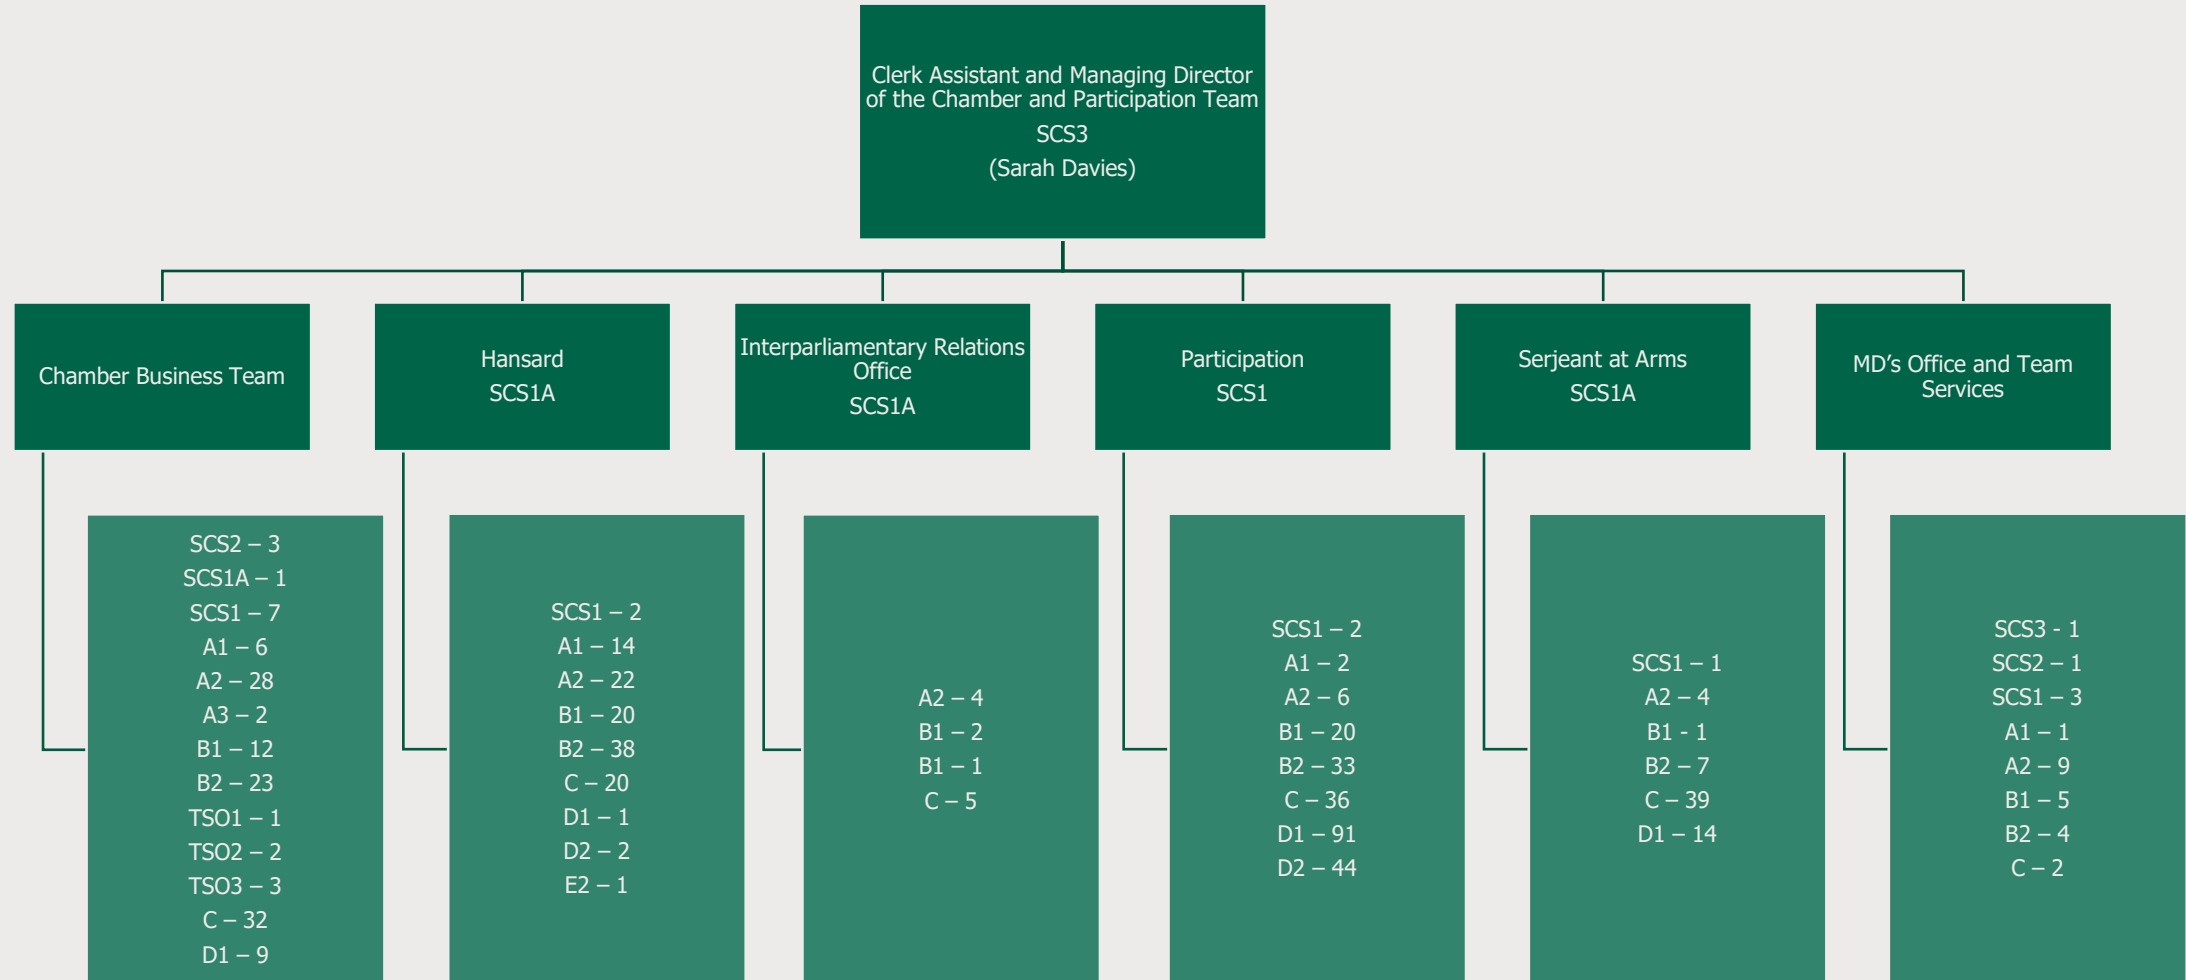 Clerk Assistant and Managing Director
of the Chamber and Participation Team
SCS3
(Sarah Davies)
Chamber Business Team
Hansard
SCS1A
Interparliamentary Relations
Office
SCS1A
Participation
SCS1
Serjeant at Arms
SCS1A
MD’s Office and Team
Services
SCS2 – 3
SCS1A – 1
SCS1 – 7
A1 – 6
A2 – 28
A3 – 2
B1 – 12
B2 – 23
TSO1 – 1
TSO2 – 2
TSO3 – 3
C – 32
D1 – 9
SCS1 – 2
A1 – 14
A2 – 22
B1 – 20
B2 – 38
C – 20
D1 – 1
D2 – 2
E2 – 1
A2 – 4
B1 – 2
B1 – 1
C – 5
SCS1 – 2
A1 – 2
A2 – 6
B1 – 20
B2 – 33
C – 36
D1 – 91
D2 – 44
SCS1 – 1
A2 – 4
B1 - 1
B2 – 7
C – 39
D1 – 14
SCS3 - 1
SCS2 – 1
SCS1 – 3
A1 – 1
A2 – 9
B1 – 5
B2 – 4
C – 2